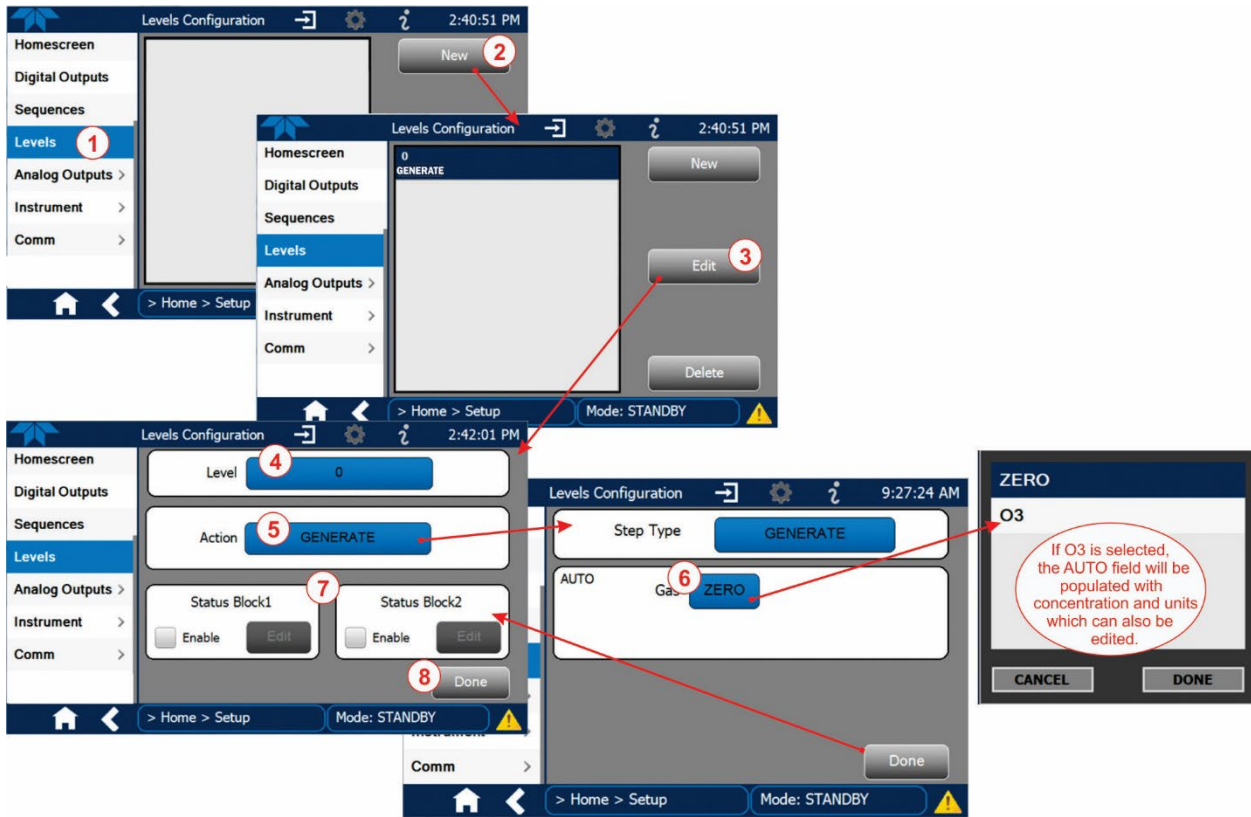 Levels Configuration
2:40:51 PM
Homescreen
Digital Outputs
Sequences
Levels
1
Analog Outputs >
Instrument >
Comm >
New
2
> Home > Setup
Levels Configuration
2:40:51 PM
Homescreen
Digital Outputs
Sequences
Levels
Analog Outputs >
Instrument >
Comm >
0
GENERATE
New
Edit
3
Delete
> Home > Setup
Mode: STANDBY
Levels Configuration
2:42:01 PM
Homescreen
Digital Outputs
Sequences
Levels
Analog Outputs >
Instrument >
Comm >
Level
4
0
Action
5
GENERATE
7
Status Block1
Enable
Edit
Status Block2
Enable
Edit
8
Done
> Home > Setup
Mode: STANDBY
Levels Configuration
9:27:24 AM
Step Type
GENERATE
AUTO
Gas
6
ZERO
Comm >
Done
> Home > Setup
Mode: STANDBY
ZERO
O3
If O3 is selected,
the AUTO field will be
populated with
concentration and units
which can also be
edited.
CANCEL
DONE